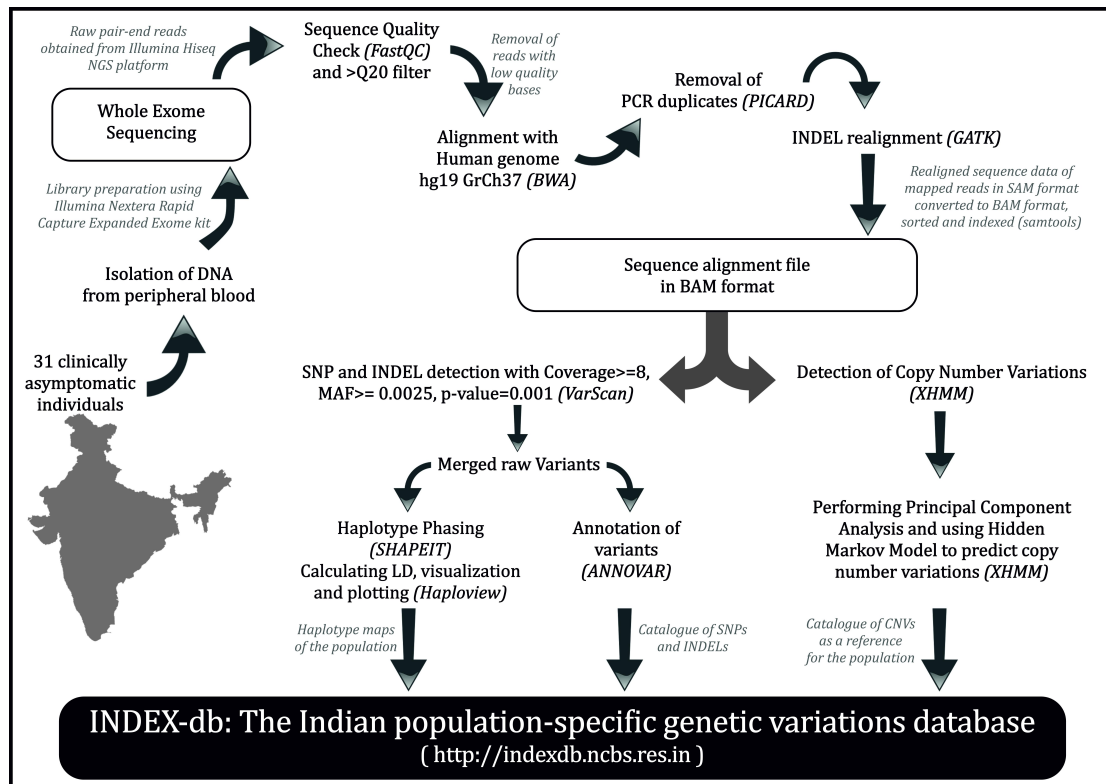 Raw pair-end reads
obtained from Illumina Hiseq
NGS platform
Sequence Quality
Check (FastQC)
and >Q20 filter
Removal of
reads with
low quality
bases
Removal of
PCR duplicates (PICARD)
Whole Exome
Sequencing
Alignment with
Human genome
hg19 GrCh37 (BWA)
INDEL realignment (GATK)
Library preparation using
Illumina Nextera Rapid
Capture Expanded Exome kit
Realigned sequence data of
mapped reads in SAM format
converted to BAM format,
sorted and indexed (samtools)
Isolation of DNA
from peripheral blood
Sequence alignment file
in BAM format
31 clinically
asymptomatic
individuals
SNP and INDEL detection with Coverage>=8,
MAF>= 0.0025, p-value=0.001 (VarScan)
Detection of Copy Number Variations
(XHMM)
Merged raw Variants
Haplotype Phasing
(SHAPEIT)
Calculating LD, visualization
and plotting (Haploview)
Annotation of
variants
(ANNOVAR)
Performing Principal Component
Analysis and using Hidden
Markov Model to predict copy
number variations (XHMM)
Haplotype maps
of the population
Catalogue of SNPs
and INDELs
Catalogue of CNVs
as a reference
for the population
INDEX-db: The Indian population-specific genetic variations database
( http://indexdb.ncbs.res.in )